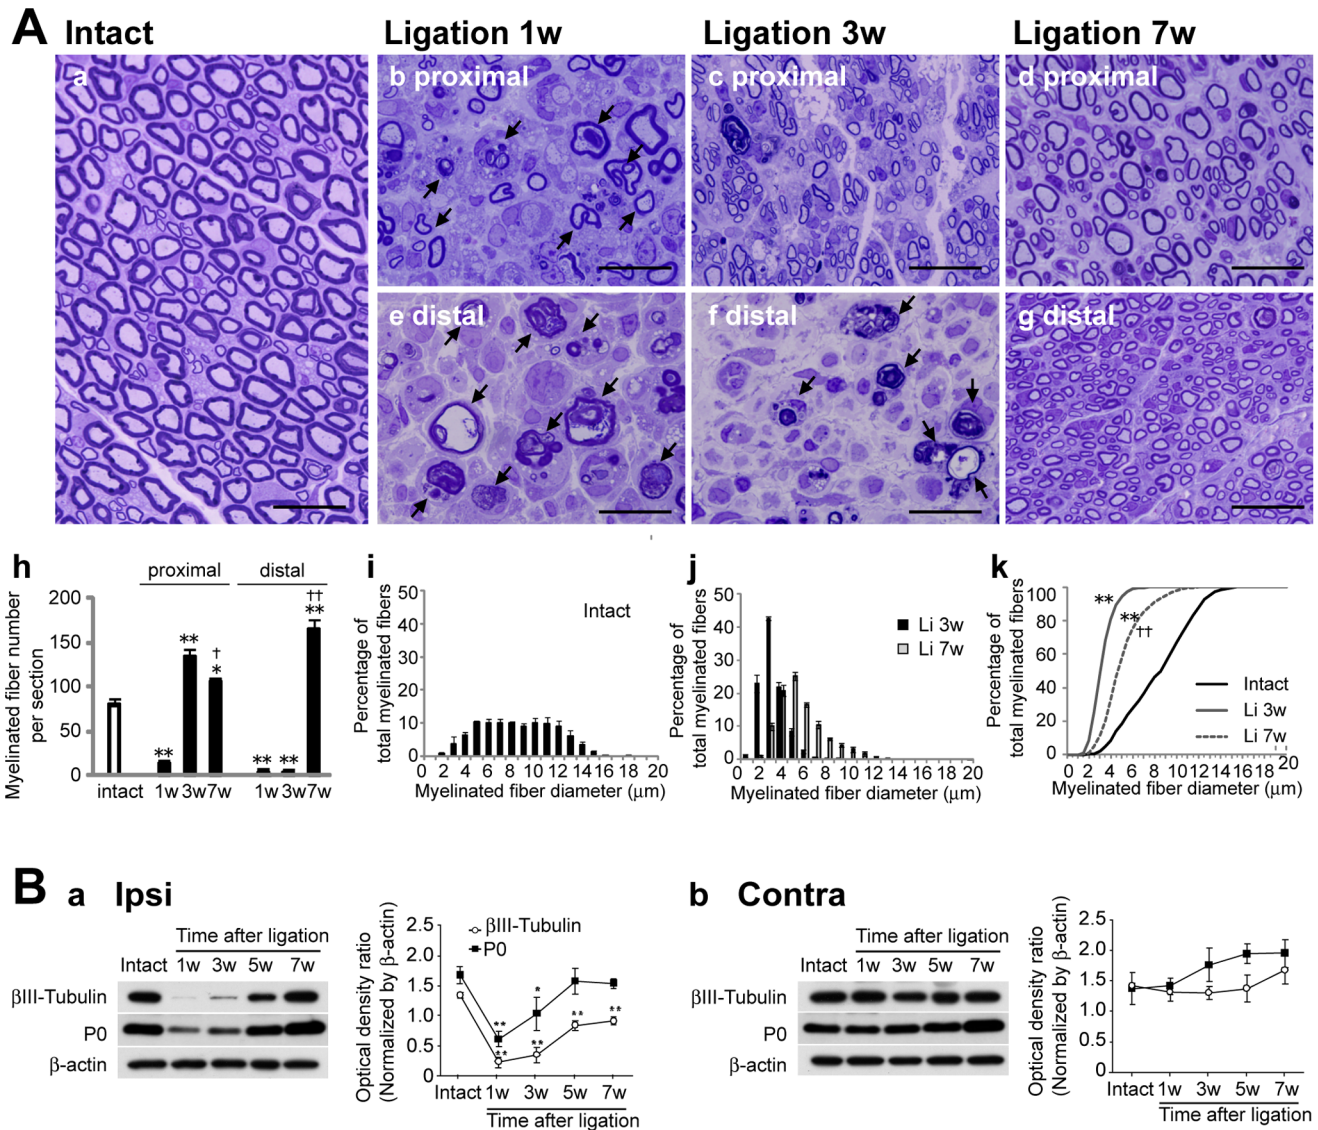 A Intact Ligation 1w Ligation 3w Ligation 7w
a b proximal c proximal d proximal
e distal f distal g distal
h
proximal distal
Myelinated fiber number
per section
200
150
100
50
0
** ** † * ** ** †† **
intact 1w 3w 7w 1w 3w 7w
i
Intact
Percentage of
total myelinated fibers
50
40
30
20
10
0
0 2 4 6 8 10 12 14 16 18 20
Myelinated fiber diameter (μm)
j
Li 3w
Li 7w
Percentage of
total myelinated fibers
50
40
30
20
10
0
0 2 4 6 8 10 12 14 16 18 20
Myelinated fiber diameter (μm)
k
Percentage of
total myelinated fibers
100
80
60
40
20
0
** ** ††
Intact
Li 3w
Li 7w
0 2 4 6 8 10 12 14 16 18 20
Myelinated fiber diameter (μm)
B a Ipsi
Time after ligation
Intact 1w 3w 5w 7w
βIII-Tubulin
P0
β-actin
Optical density ratio
(Normalized by β-actin)
2.5
2.0
1.5
1.0
0.5
0
βIII-Tubulin
P0
** * ** ** ** **
Intact 1w 3w 5w 7w
Time after ligation
b Contra
Time after ligation
Intact 1w 3w 5w 7w
βIII-Tubulin
P0
β-actin
Optical density ratio
(Normalized by β-actin)
2.5
2.0
1.5
1.0
0.5
0
Intact 1w 3w 5w 7w
Time after ligation